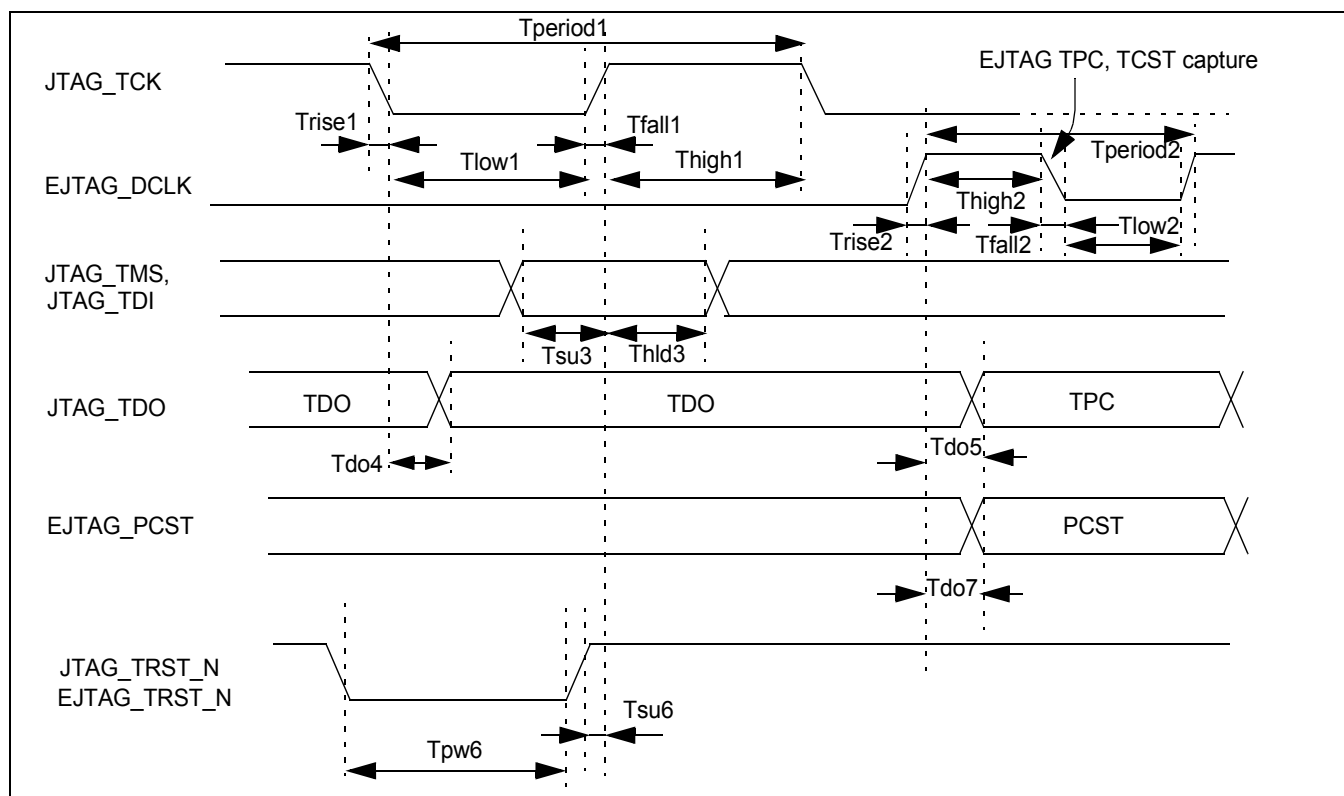 Tperiod1
EJTAG TPC, TCST capture
JTAG_TCK
Trise1
Tfall1
Tperiod2
Tlow1
Thigh1
EJTAG_DCLK
Thigh2
Trise2
Tfall2
Tlow2
JTAG_TMS,
JTAG_TDI
Tsu3
Thld3
JTAG_TDO
TDO
TDO
TPC
Tdo4
Tdo5
EJTAG_PCST
PCST
Tdo7
JTAG_TRST_N
EJTAG_TRST_N
Tsu6
Tpw6